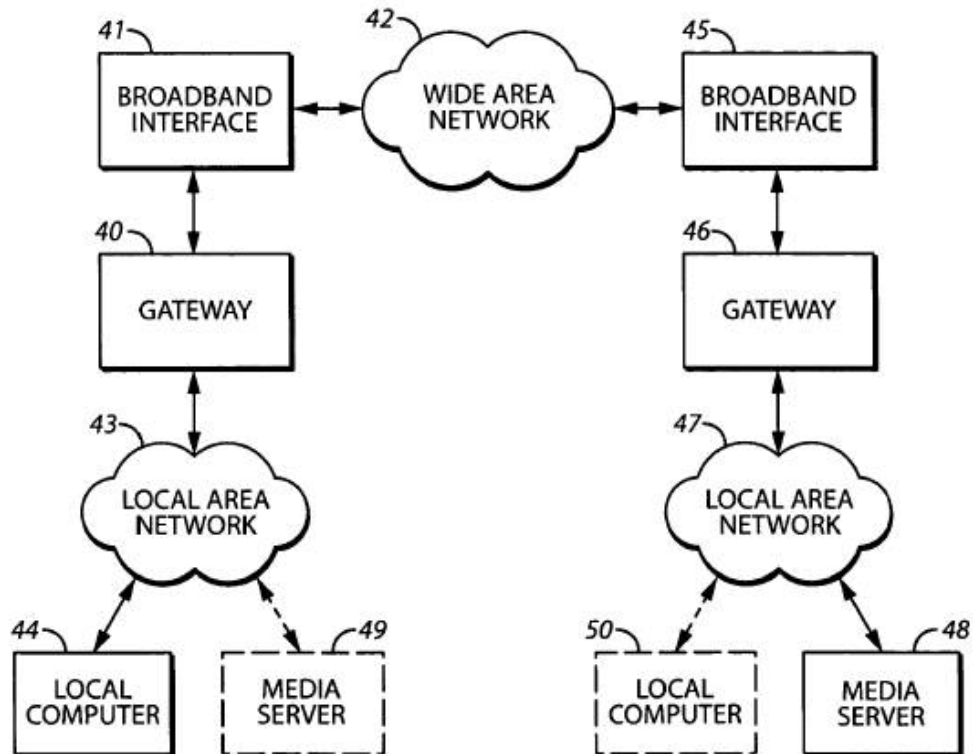 41
BROADBAND
INTERFACE
42
WIDE AREA
NETWORK
45
BROADBAND
INTERFACE
40
GATEWAY
46
GATEWAY
43
LOCAL AREA
NETWORK
47
LOCAL AREA
NETWORK
44
LOCAL
COMPUTER
49
MEDIA
SERVER
50
LOCAL
COMPUTER
48
MEDIA
SERVER